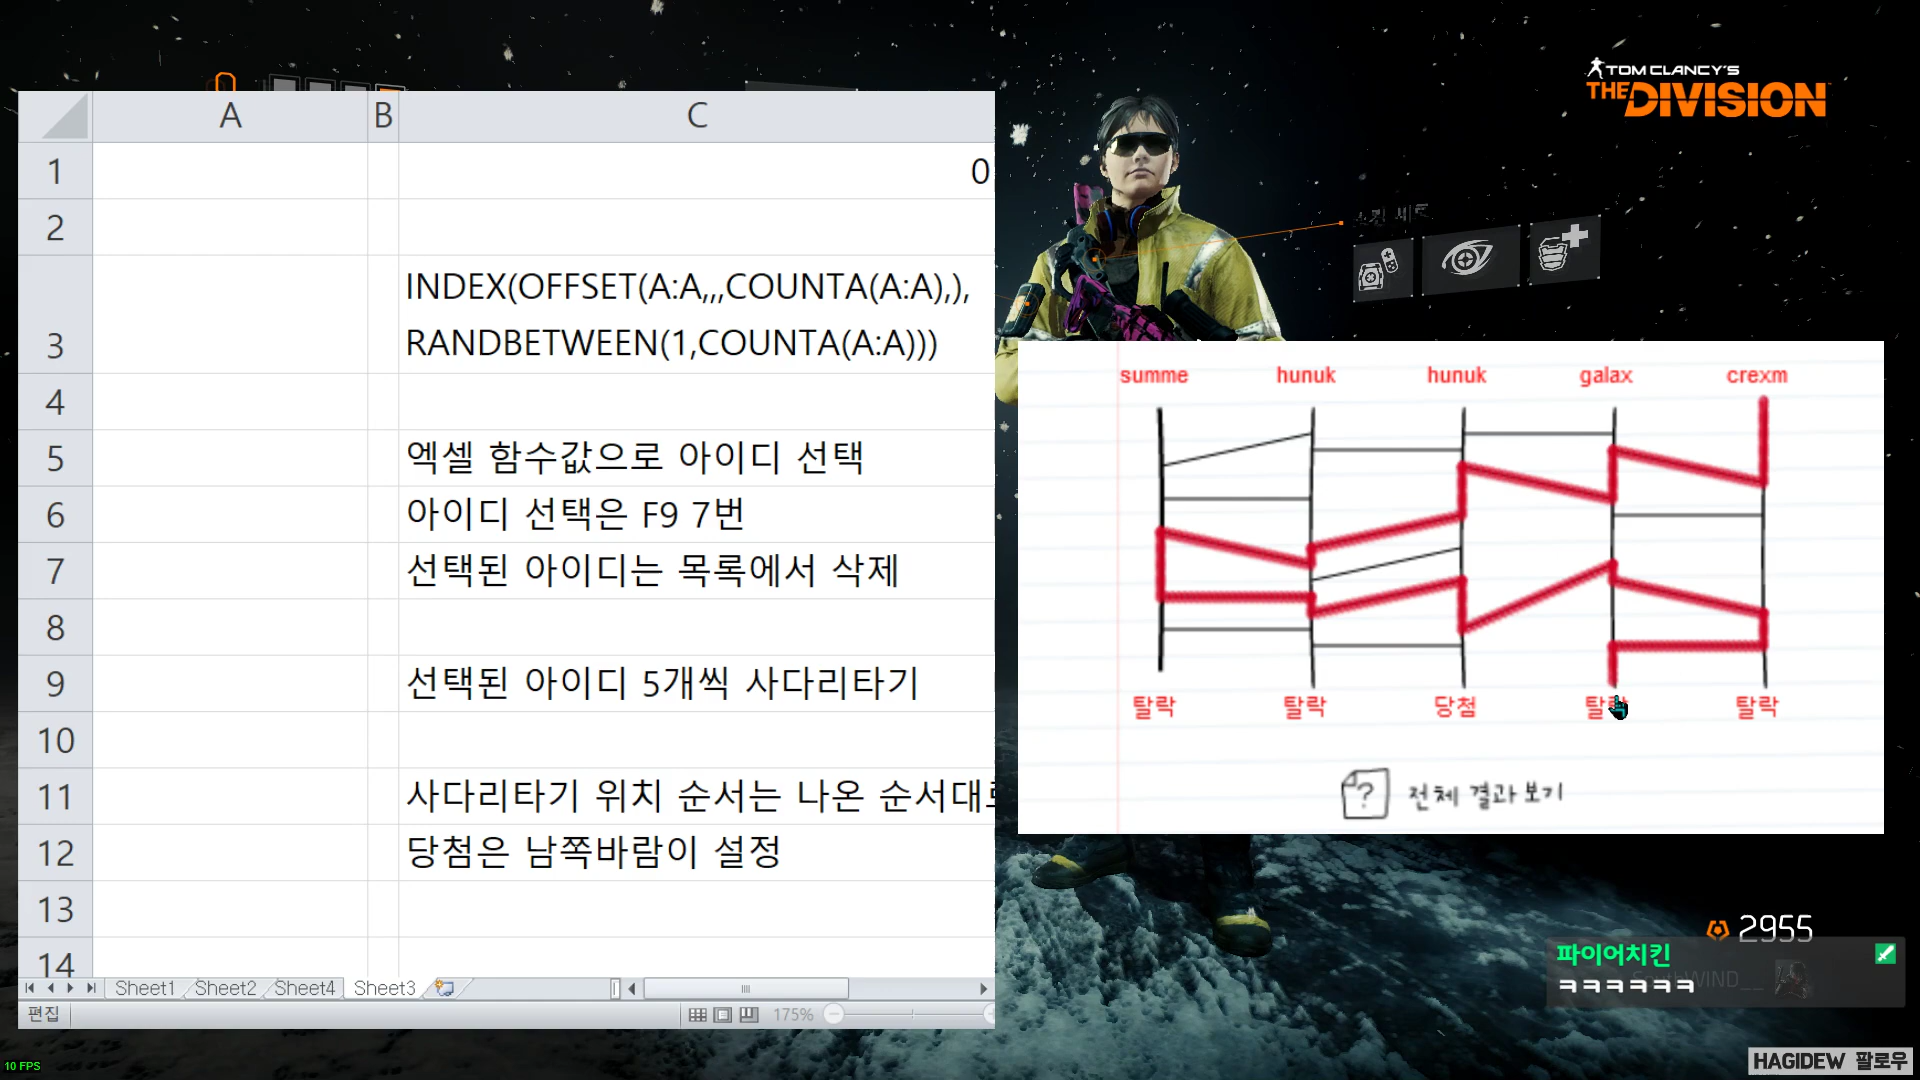 TOM CLANCY'S
THE DIVISION
A B C
1 0
2
3 INDEX(OFFSET(A:A,,,COUNTA(A:A),),
RANDBETWEEN(1,COUNTA(A:A)))
4
5 엑셀 함수값으로 아이디 선택
6 아이디 선택은 F9 7번
7 선택된 아이디는 목록에서 삭제
8
9 선택된 아이디 5개씩 사다리타기
10
11 사다리타기 위치 순서는 나온 순서대로
12 당첨은 남쪽바람이 설정
13
14
Sheet1 Sheet2 Sheet4 Sheet3
편집 175%
summe hunuk hunuk galax crexm
탈락 탈락 당첨 탈락 탈락
전체 결과 보기
2955
파이어치킨
ㅋㅋㅋㅋㅋㅋ
10 FPS
HAGIDEW 팔로우